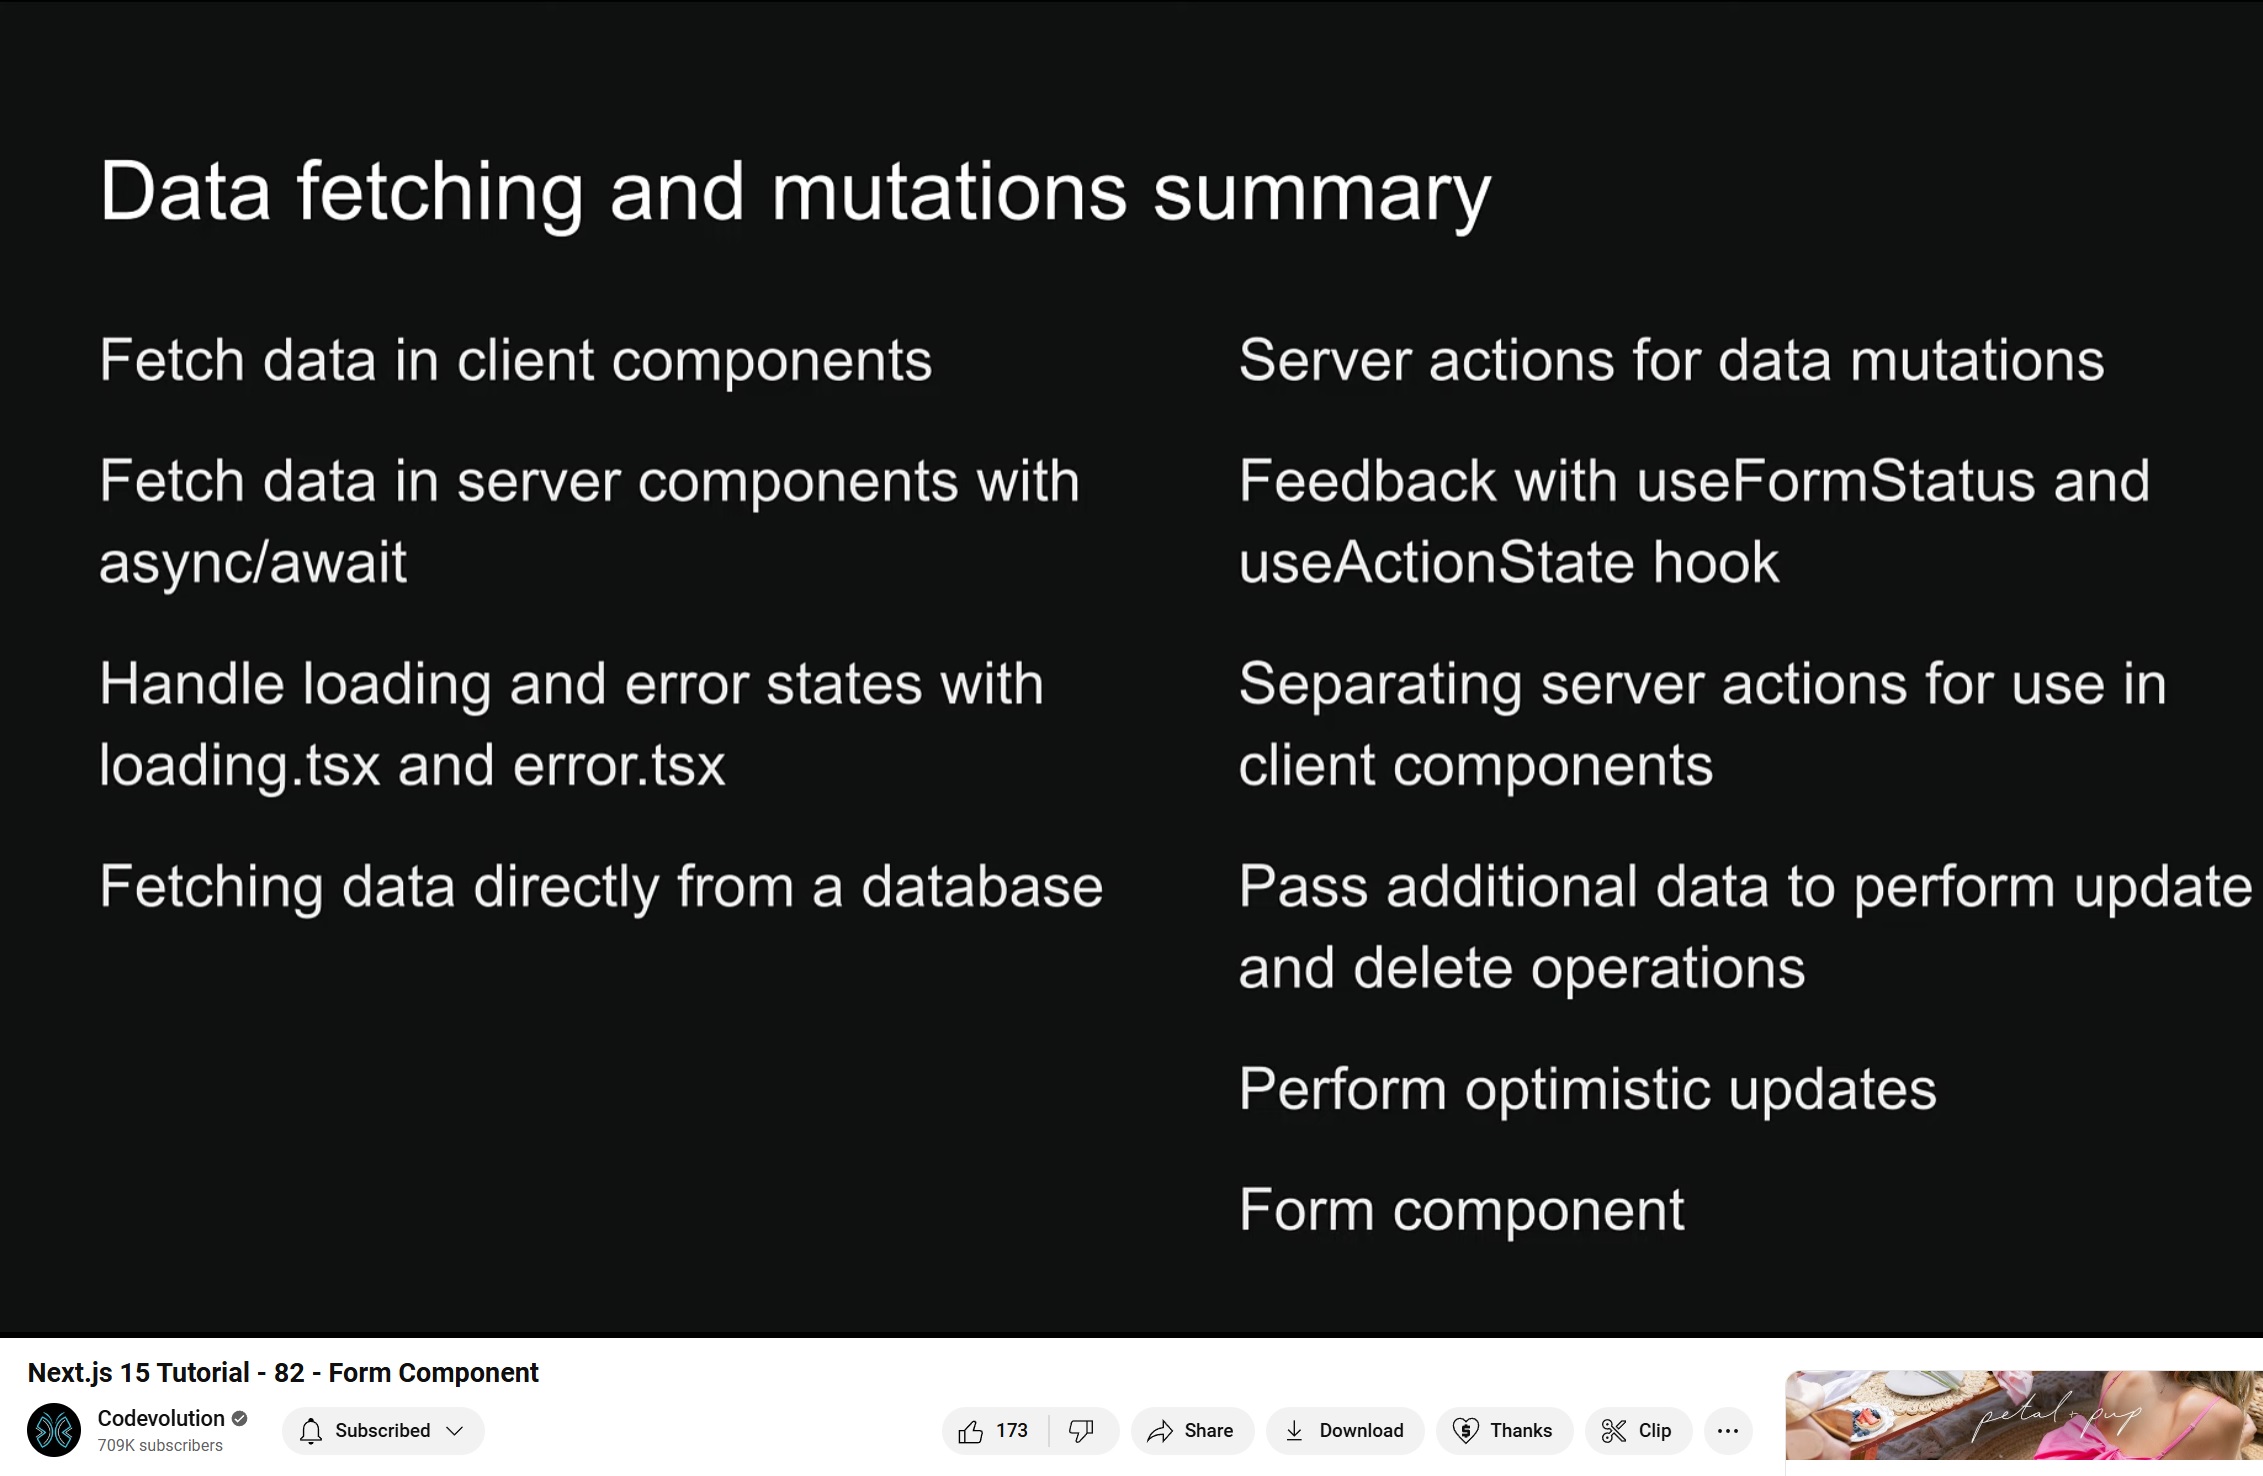 Data fetching and mutations summary
Fetch data in client components
Fetch data in server components with
async/await
Handle loading and error states with
loading.tsx and error.tsx
Fetching data directly from a database
Server actions for data mutations
Feedback with useFormStatus and
useActionState hook
Separating server actions for use in
client components
Pass additional data to perform update
and delete operations
Perform optimistic updates
Form component
Next.js 15 Tutorial - 82 - Form Component
Codevolution
709K subscribers
Subscribed
173
Share
Download
Thanks
Clip
petal + pup